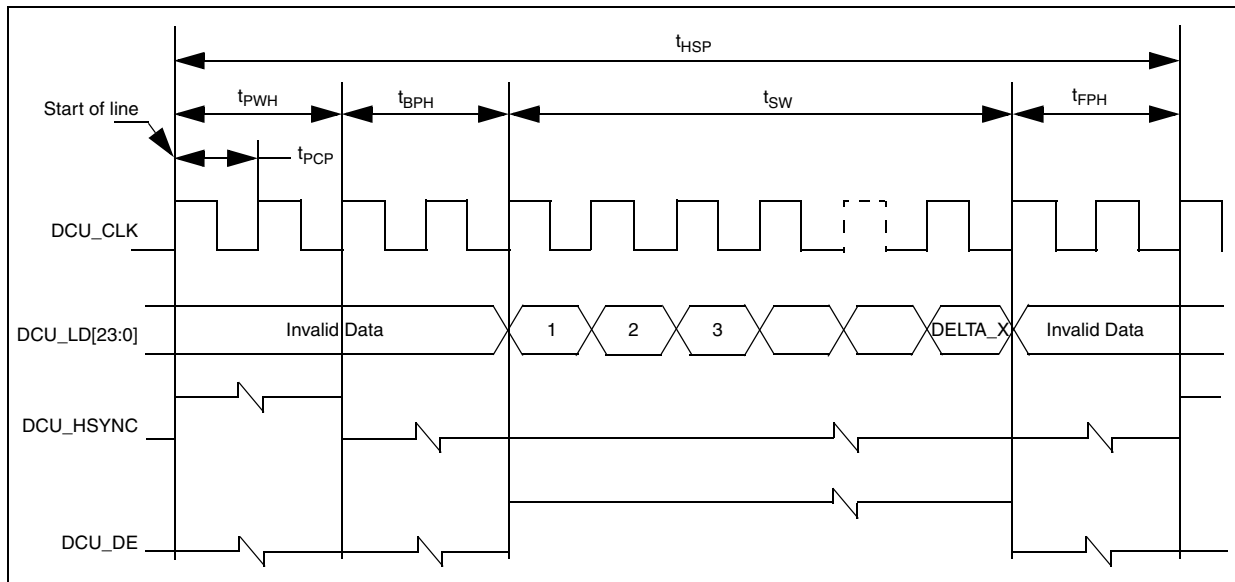 tHSP
tPWH tBPH tSW tFPH
Start of line
tPCP
DCU_CLK
DCU_LD[23:0] Invalid Data 1 2 3 DELTA_X Invalid Data
DCU_HSYNC
DCU_DE